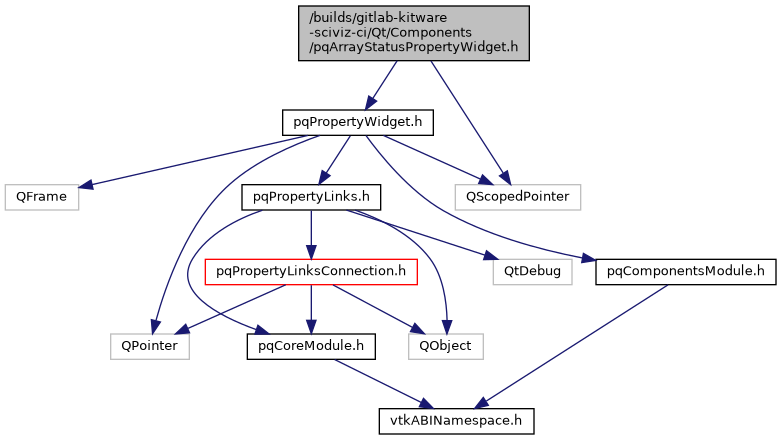 /builds/gitlab-kitware
-sciviz-ci/Qt/Components
/pqArrayStatusPropertyWidget.h
pqPropertyWidget.h
QFrame
pqPropertyLinks.h
QScopedPointer
pqPropertyLinksConnection.h
QtDebug
pqComponentsModule.h
QPointer
pqCoreModule.h
QObject
vtkABINamespace.h